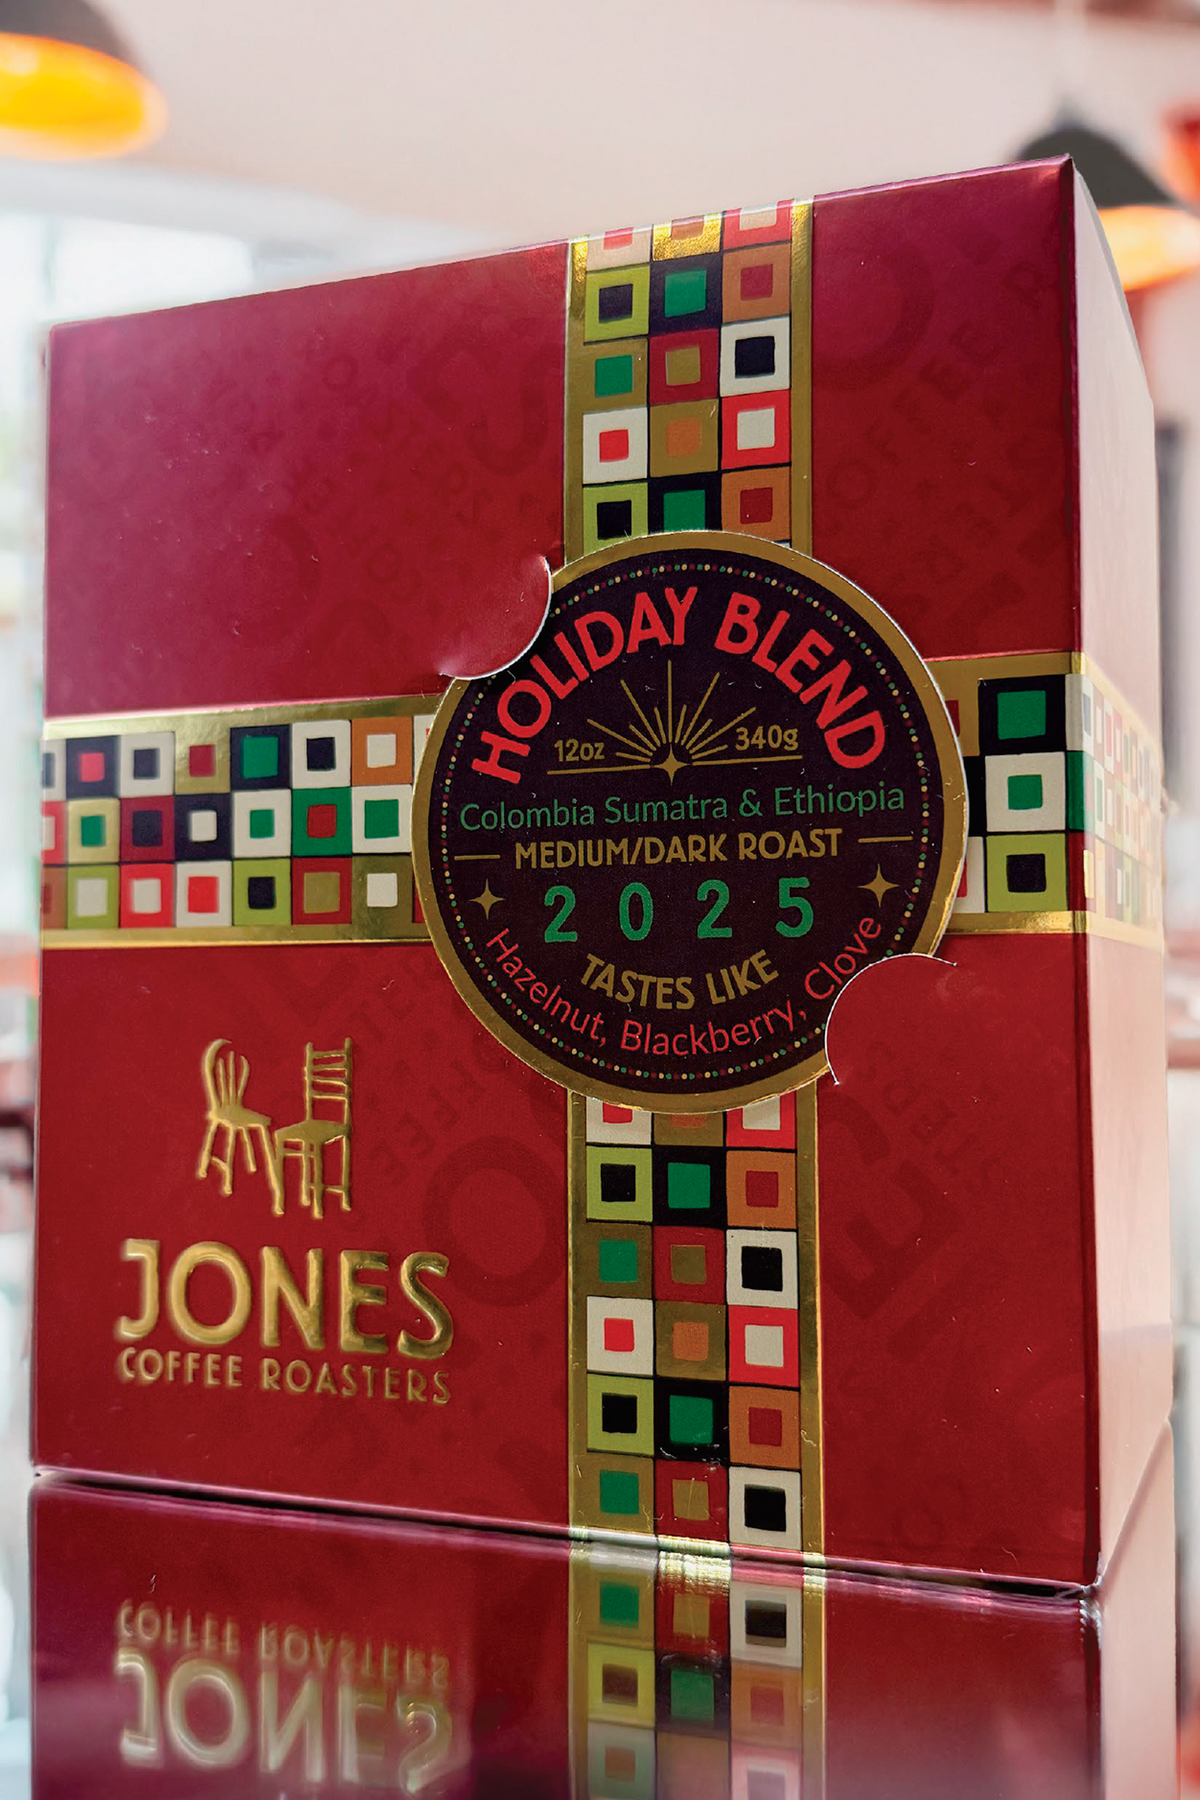 HOLIDAY BLEND
12oz 340g
Colombia Sumatra & Ethiopia
MEDIUM/DARK ROAST
2025
TASTES LIKE
Hazelnut, Blackberry, Clove
JONES
COFFEE ROASTERS